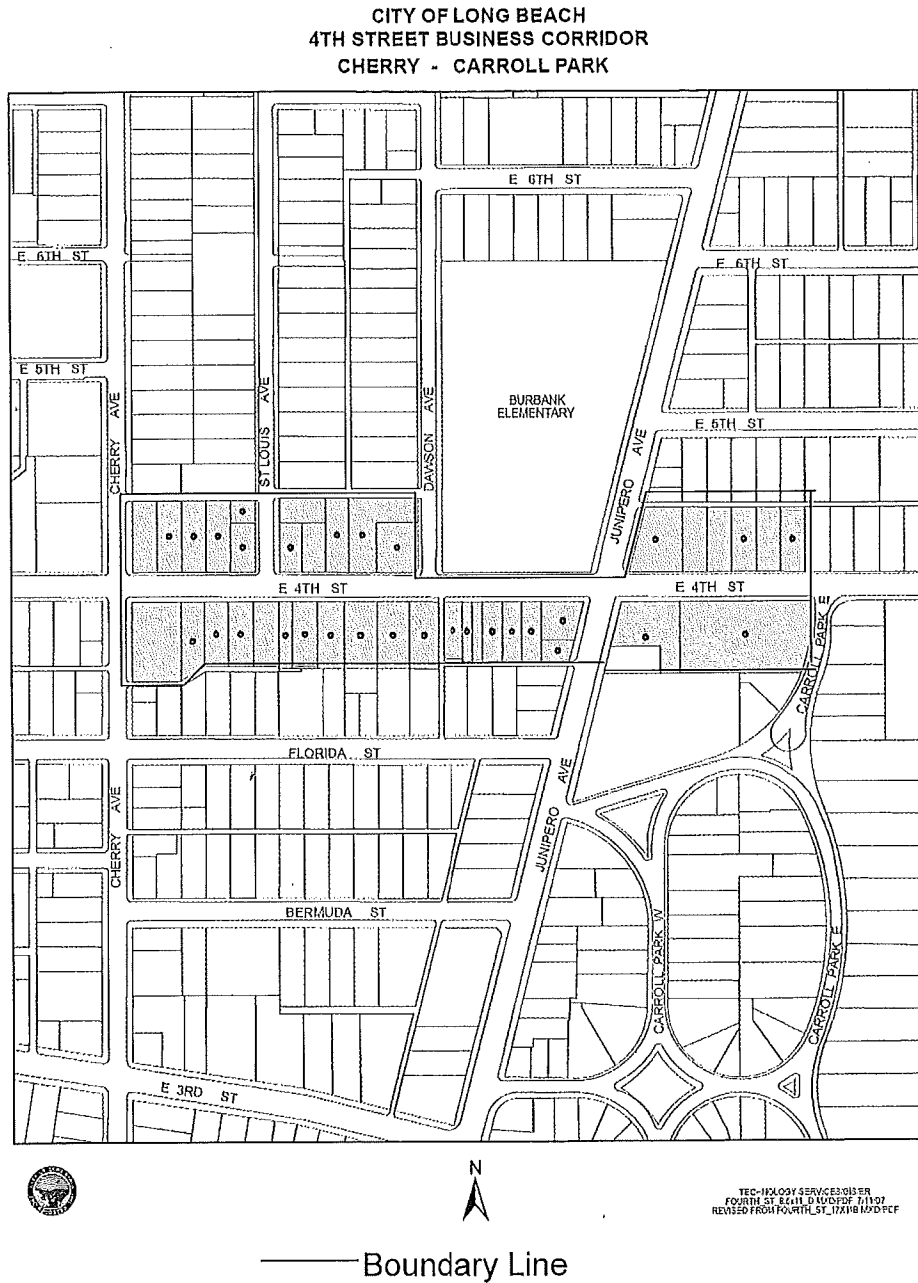 CITY OF LONG BEACH
4TH STREET BUSINESS CORRIDOR
CHERRY - CARROLL PARK
E 6TH ST
E 6TH ST
E 6TH ST
E 5TH ST
CHERRY AVE
ST LOUIS AVE
DAWSON AVE
BURBANK
ELEMENTARY
JUNIPERO AVE
E 5TH ST
E 4TH ST
E 4TH ST
CARROLL PARK E
FLORIDA ST
CHERRY AVE
JUNIPERO AVE
BERMUDA ST
CARROLL PARK W
CARROLL PARK E
E 3RD ST
N
Boundary Line